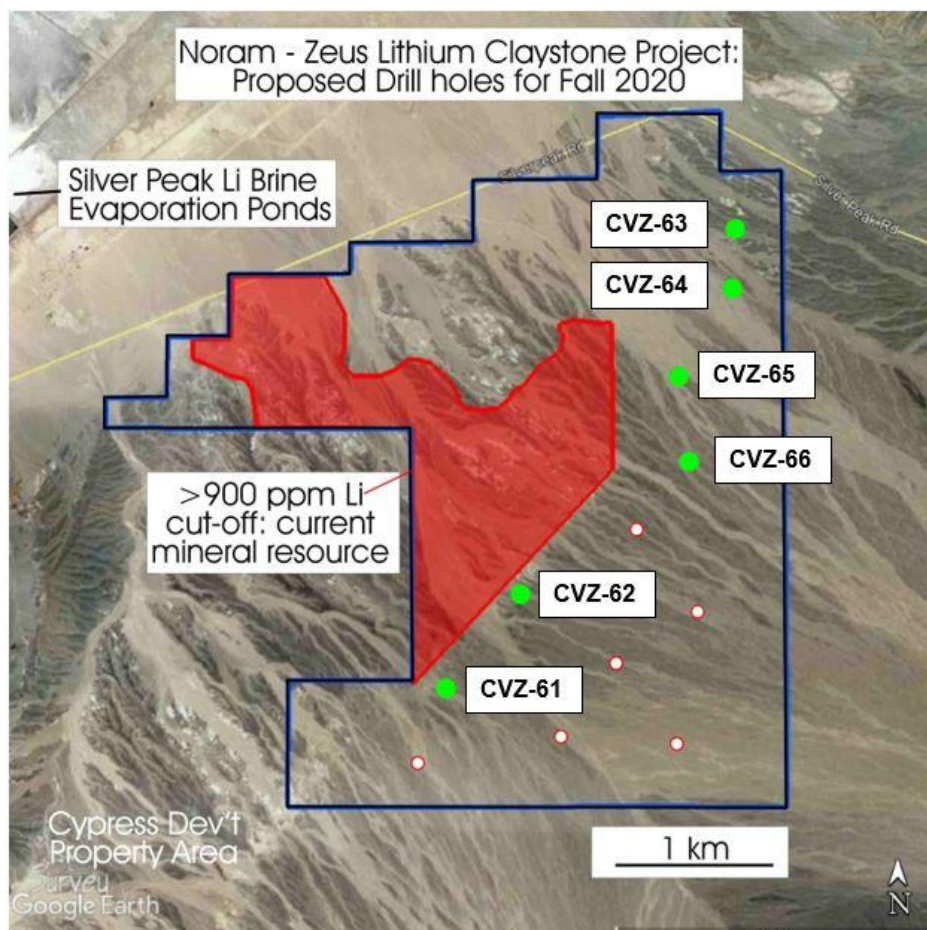 Noram - Zeus Lithium Claystone Project:
Proposed Drill holes for Fall 2020
Silverpeak Rd
Silver Peak Li Brine
Evaporation Ponds
Silver Peak Rd
CVZ-63
CVZ-64
CVZ-65
CVZ-66
>900 ppm Li
cut-off: current
mineral resource
CVZ-62
CVZ-61
Cypress Dev't
Property Area
Survey
Google Earth
1 km
N